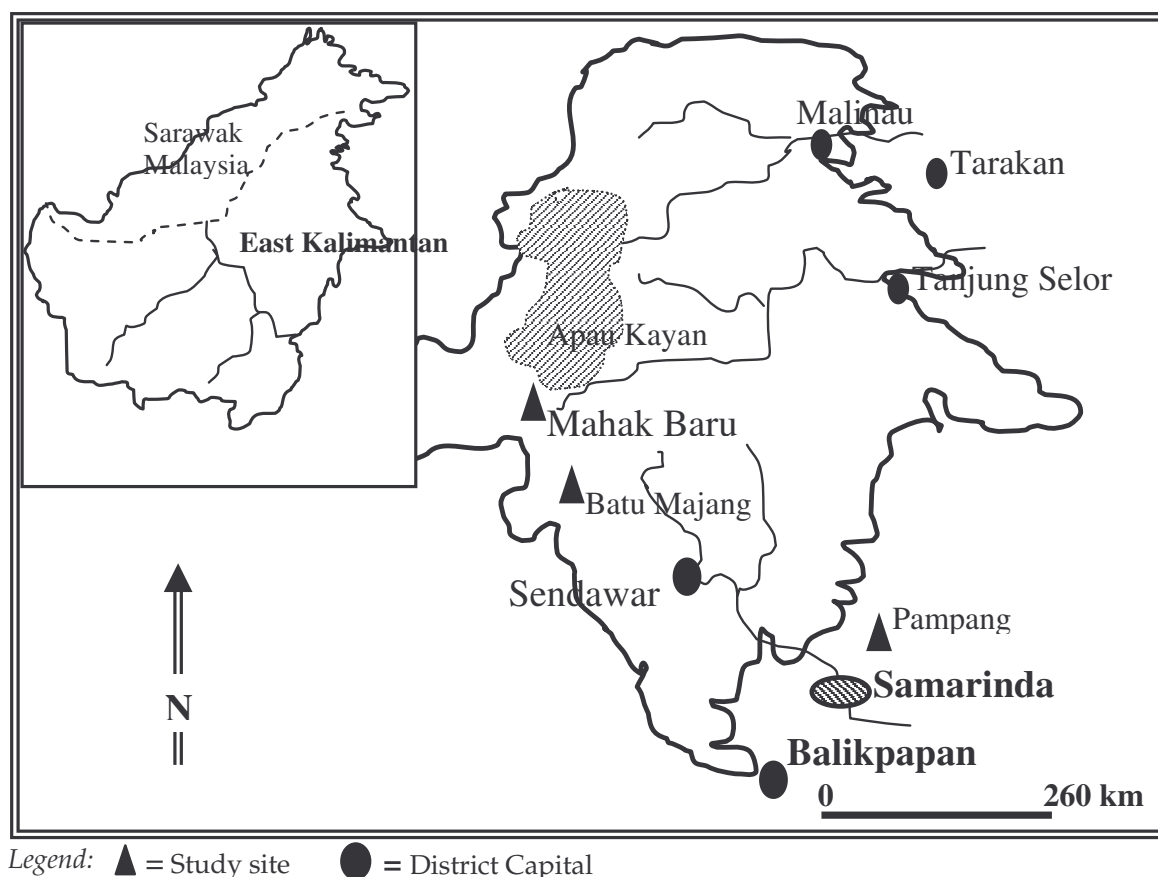 Sarawak
Malaysia
East Kalimantan
Malinau
Tarakan
Tanjung Selor
Apau Kayan
Mahak Baru
Batu Majang
Sendawar
Pampang
Samarinda
N
Balikpapan
0 260 km
Legend: = Study site = District Capital